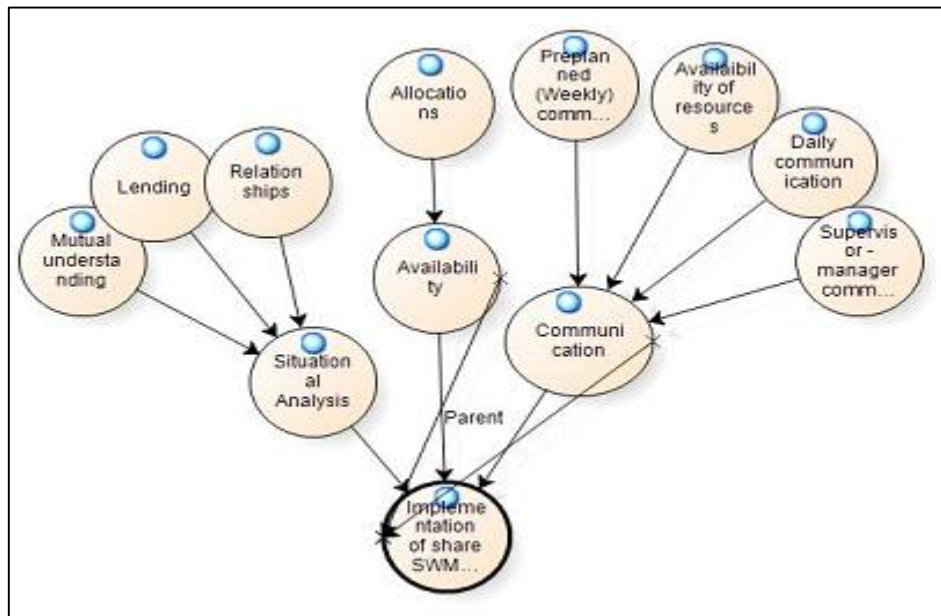 Mutual
understa
nding
Lending
Relation
ships
Situation
al
Analysis
Allocatio
ns
Availabili
ty
Preplan
ned
(Weekly)
comm...
Availaibil
ity of
resource
s
Daily
commun
ication
Supervis
or -
manager
comm...
Communi
cation
Parent
Impleme
ntation
of share
SWM...